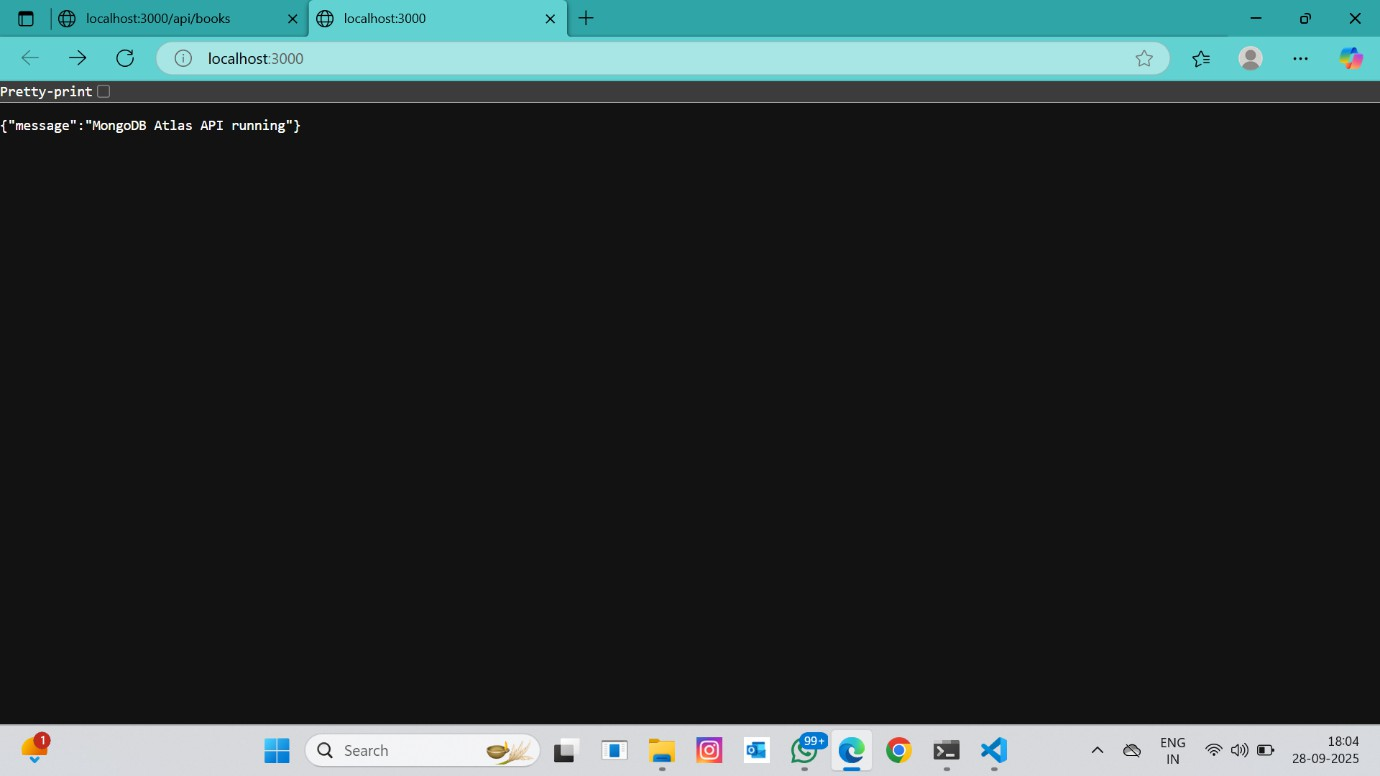 localhost:3000/api/books
localhost:3000
localhost:3000
Pretty-print
{"message":"MongoDB Atlas API running"}
1
Search
99+
ENG
IN
18:04
28-09-2025